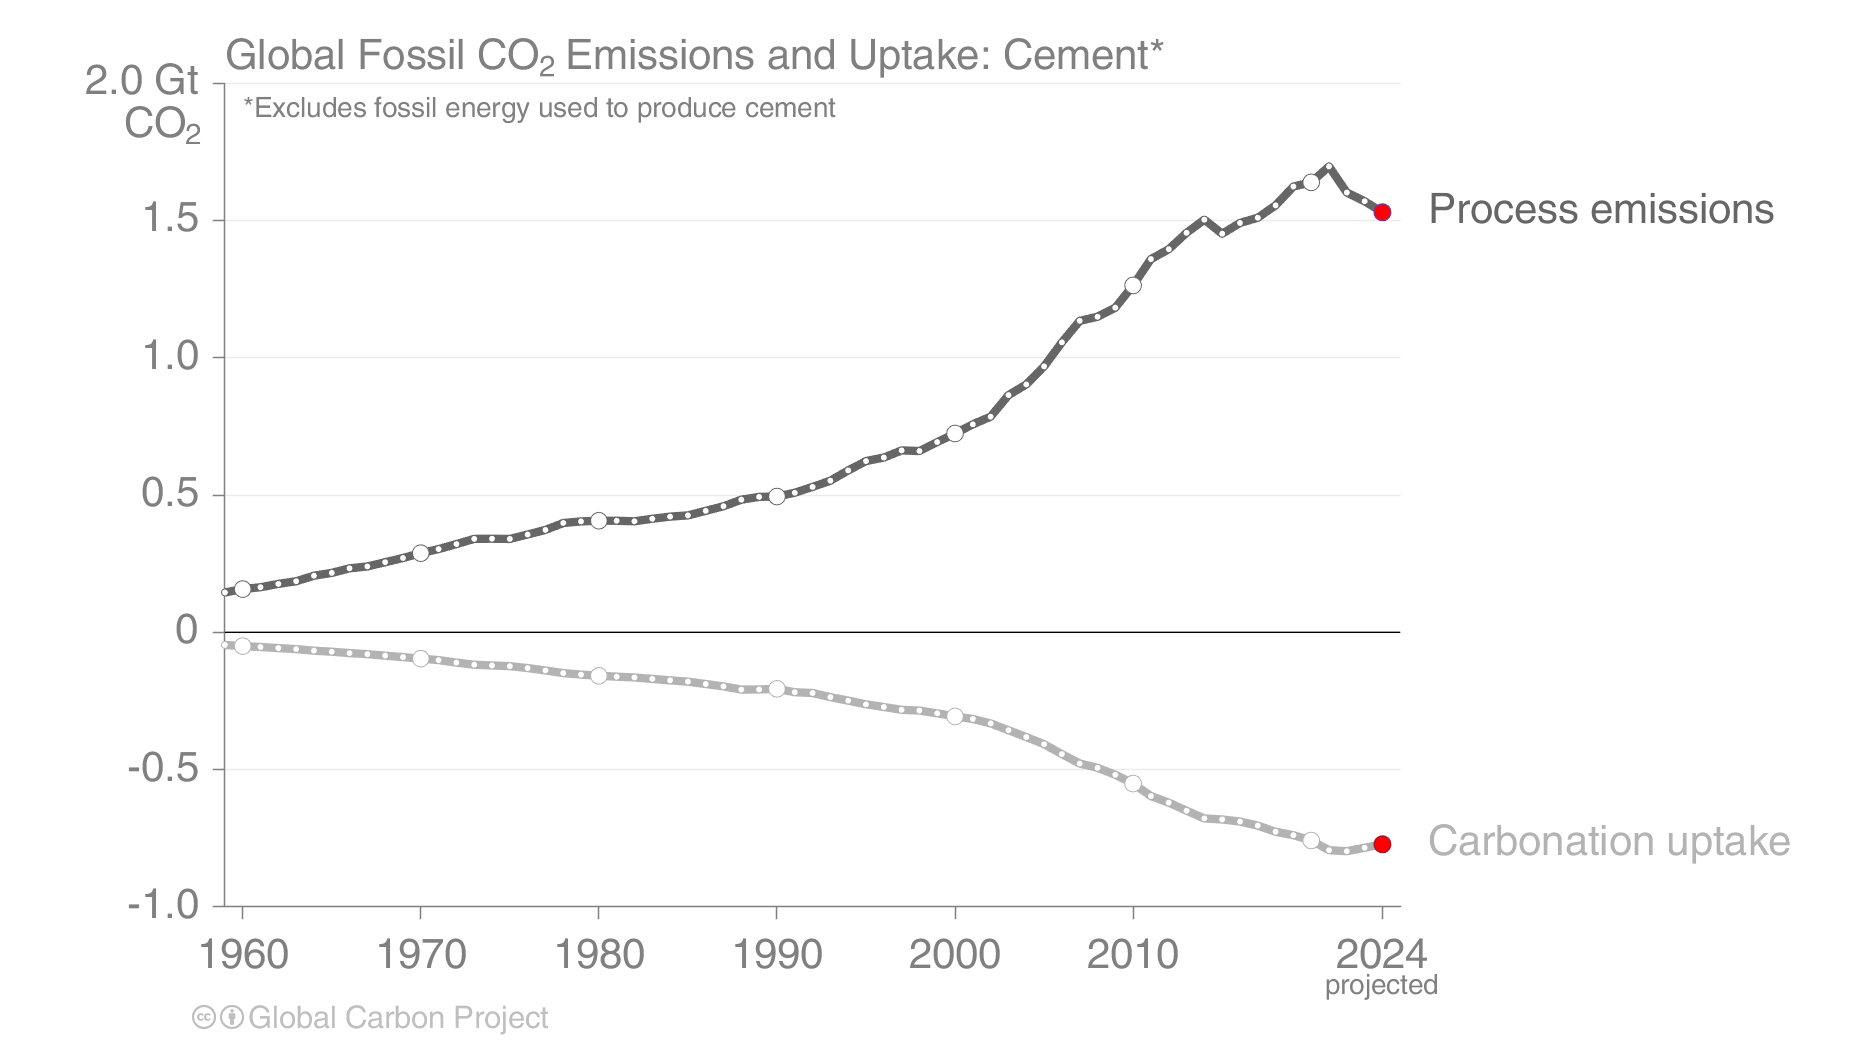 Global Fossil CO₂ Emissions and Uptake: Cement*
2.0 Gt
CO₂
*Excludes fossil energy used to produce cement
1.5
Process emissions
1.0
0.5
0
-0.5
Carbonation uptake
-1.0
1960 1970 1980 1990 2000 2010 2024
projected
cc Global Carbon Project